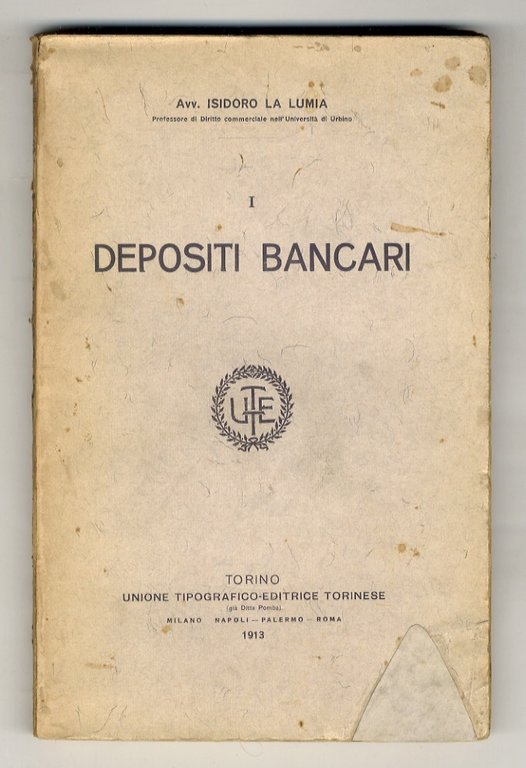 Avv. ISIDORO LA LUMIA
Professore di Diritto commerciale nell'Università di Urbino
I
DEPOSITI BANCARI
UTET
TORINO
UNIONE TIPOGRAFICO-EDITRICE TORINESE
(già Ditta Pomba)
MILANO NAPOLI — PALERMO — ROMA
1913